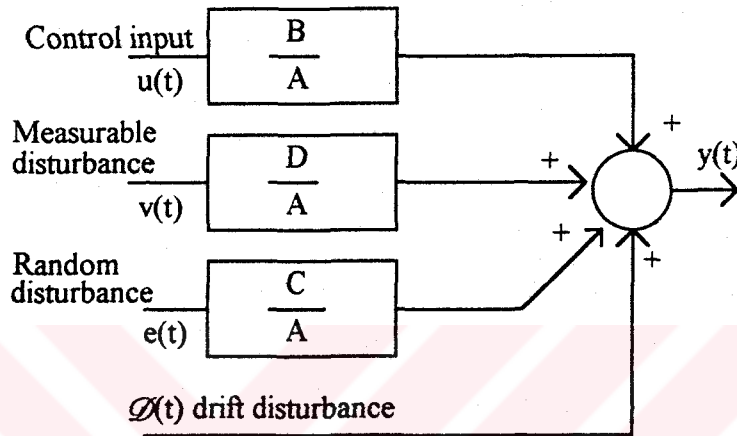 Control input
u(t)
B
A
+
Measurable
disturbance
v(t)
D
A
+
y(t)
Random
disturbance
e(t)
C
A
+
+
𝒟(t) drift disturbance